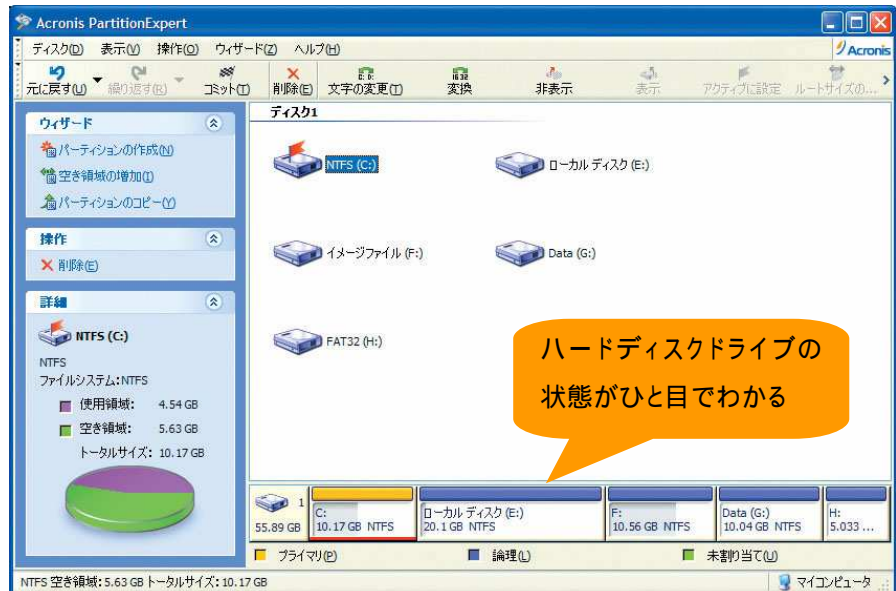 Acronis PartitionExpert
ディスク(D) 表示(V) 操作(O) ウィザード(Z) ヘルプ(H)
Acronis
元に戻す(U) 繰り返す(R) コミット(T) 削除(E) 文字の変更(T) 変換 非表示 表示 アクティブに設定 ルートサイズの...
ウィザード
パーティションの作成(N)
空き領域の増加(I)
パーティションのコピー(Y)
操作
削除(E)
詳細
NTFS (C:)
NTFS
ファイルシステム:NTFS
使用領域: 4.54 GB
空き領域: 5.63 GB
トータルサイズ: 10.17 GB
ディスク1
NTFS (C:)
ローカル ディスク (E:)
イメージファイル (F:)
Data (G:)
FAT32 (H:)
ハードディスクドライブの
状態がひと目でわかる
1
55.89 GB
C:
10.17 GB NTFS
ローカル ディスク (E:)
20.1 GB NTFS
F:
10.56 GB NTFS
Data (G:)
10.04 GB NTFS
H:
5.033 ...
プライマリ(P) 論理(L) 未割り当て(U)
NTFS 空き領域: 5.63 GB トータルサイズ: 10.17 GB
マイコンピュータ